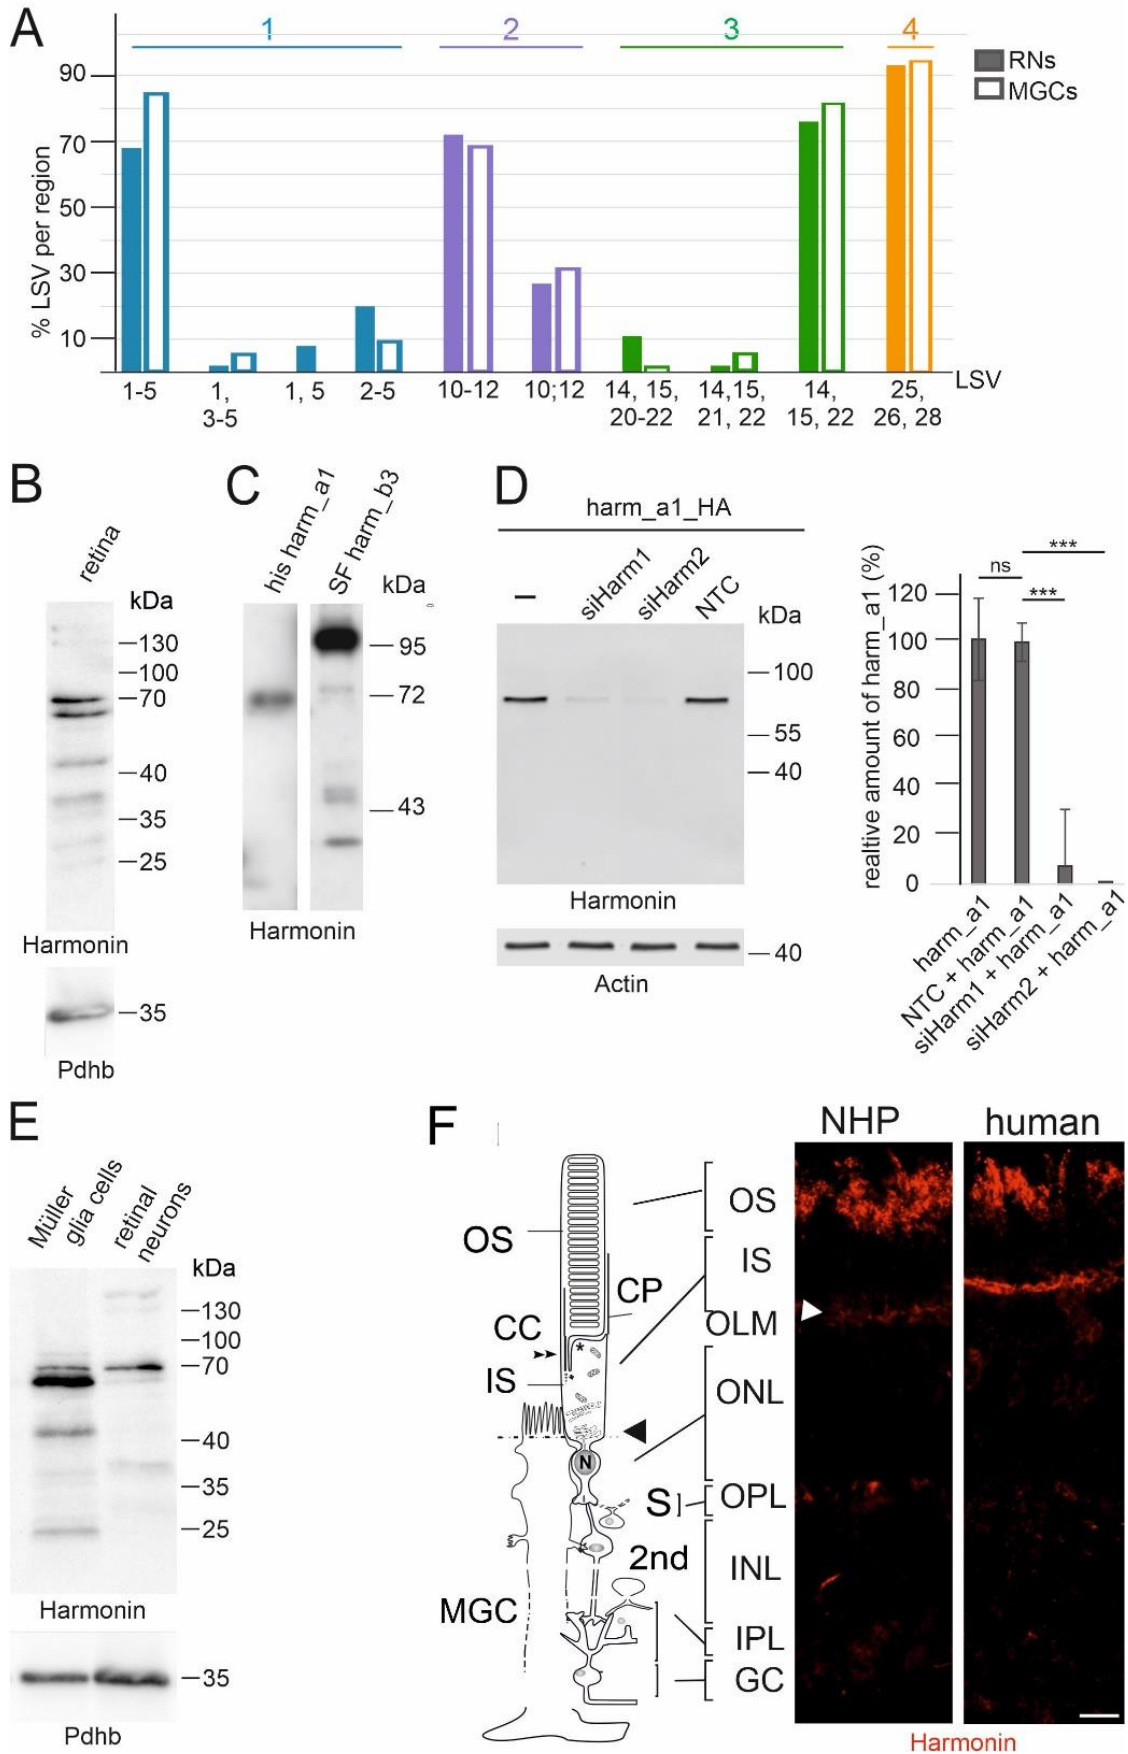 A
1
2
3
4
RNs
MGCs
% LSV per region
90
70
50
30
10
1-5
1,
3-5
1, 5
2-5
10-12
10;12
14, 15,
20-22
14,15,
21, 22
14,
15, 22
25,
26, 28
LSV
B
retina
kDa
130
100
70
40
35
25
Harmonin
35
Pdhb
C
his harm_a1
SF harm_b3
kDa
95
72
43
Harmonin
D
harm_a1_HA
–
siHarm1
siHarm2
NTC
kDa
100
55
40
Harmonin
40
Actin
realtive amount of harm_a1 (%)
120
100
80
60
40
20
0
ns
***
***
harm_a1
NTC + harm_a1
siHarm1 + harm_a1
siHarm2 + harm_a1
E
Müller
glia cells
retinal
neurons
kDa
130
100
70
40
35
25
Harmonin
35
Pdhb
F
NHP
human
OS
CC
IS
CP
*
N
S
2nd
MGC
OS
IS
OLM
ONL
OPL
INL
IPL
GC
Harmonin